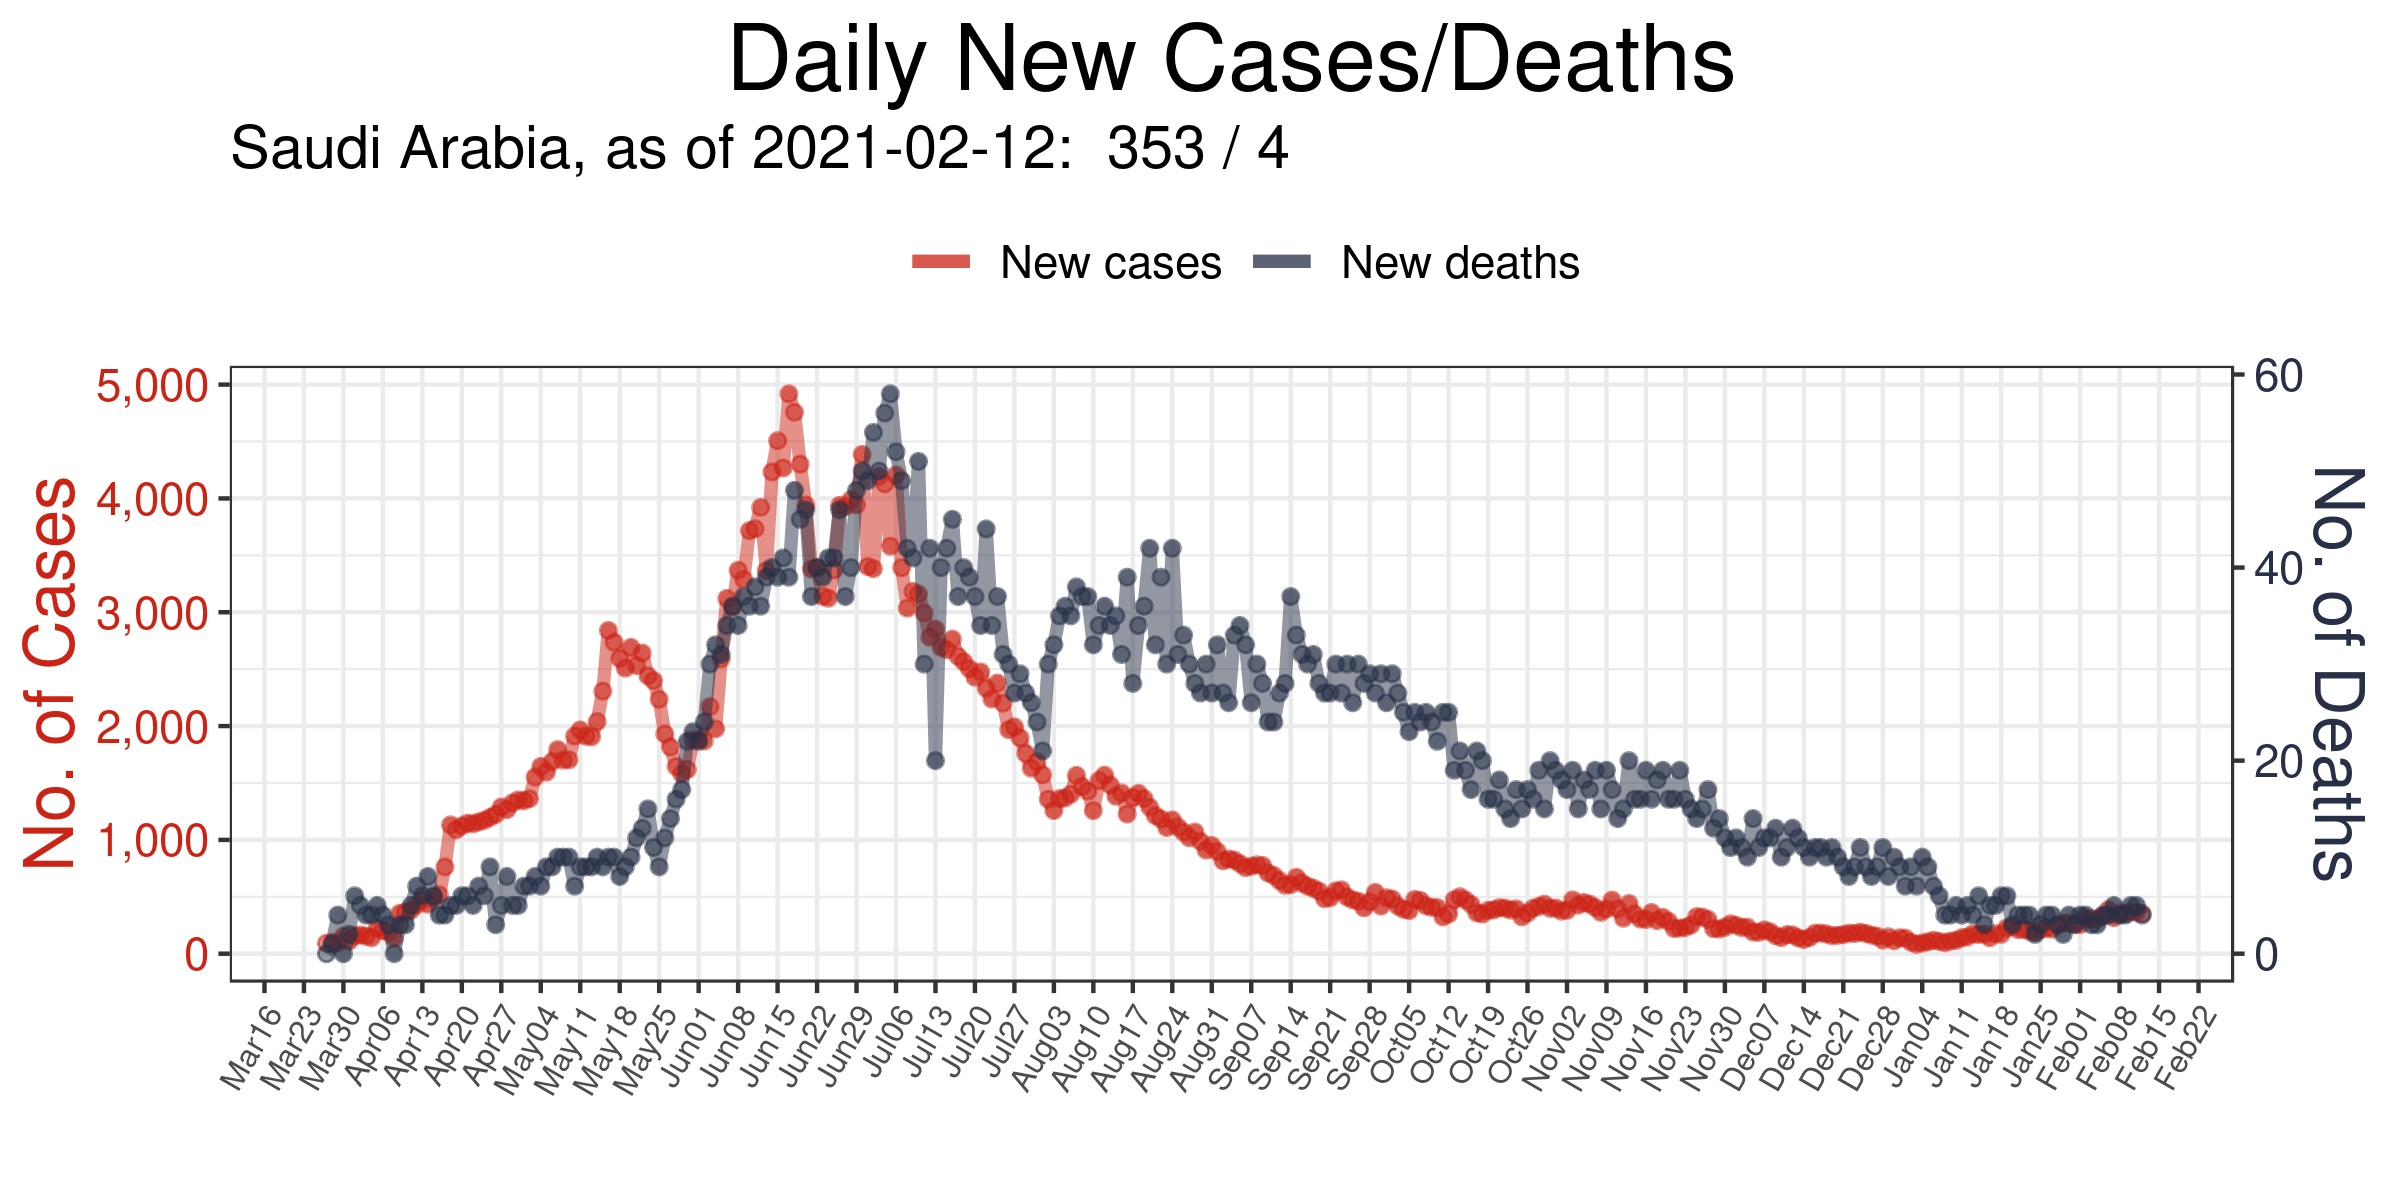 Daily New Cases/Deaths
Saudi Arabia, as of 2021-02-12:  353 / 4
New cases
New deaths
No. of Cases
5,000
4,000
3,000
2,000
1,000
0
60
40
20
0
No. of Deaths
Mar16
Mar23
Mar30
Apr06
Apr13
Apr20
Apr27
May04
May11
May18
May25
Jun01
Jun08
Jun15
Jun22
Jun29
Jul06
Jul13
Jul20
Jul27
Aug03
Aug10
Aug17
Aug24
Aug31
Sep07
Sep14
Sep21
Sep28
Oct05
Oct12
Oct19
Oct26
Nov02
Nov09
Nov16
Nov23
Nov30
Dec07
Dec14
Dec21
Dec28
Jan04
Jan11
Jan18
Jan25
Feb01
Feb08
Feb15
Feb22